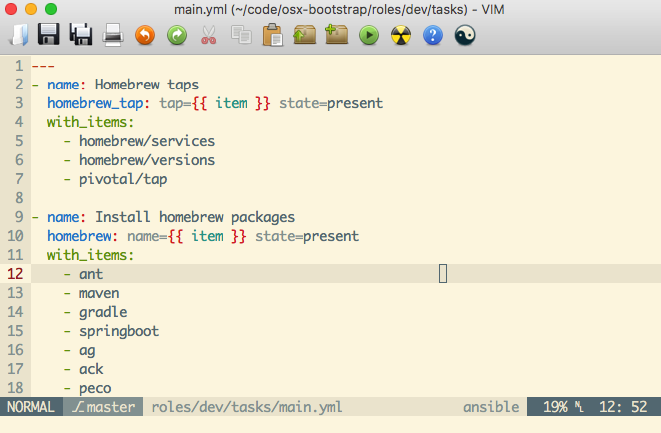 main.yml (~/code/osx-bootstrap/roles/dev/tasks) - VIM
1 ---
2 - name: Homebrew taps
3   homebrew_tap: tap={{ item }} state=present
4   with_items:
5     - homebrew/services
6     - homebrew/versions
7     - pivotal/tap
8
9 - name: Install homebrew packages
10   homebrew: name={{ item }} state=present
11   with_items:
12     - ant
13     - maven
14     - gradle
15     - springboot
16     - ag
17     - ack
18     - peco
NORMAL master roles/dev/tasks/main.yml ansible 19% 12: 52